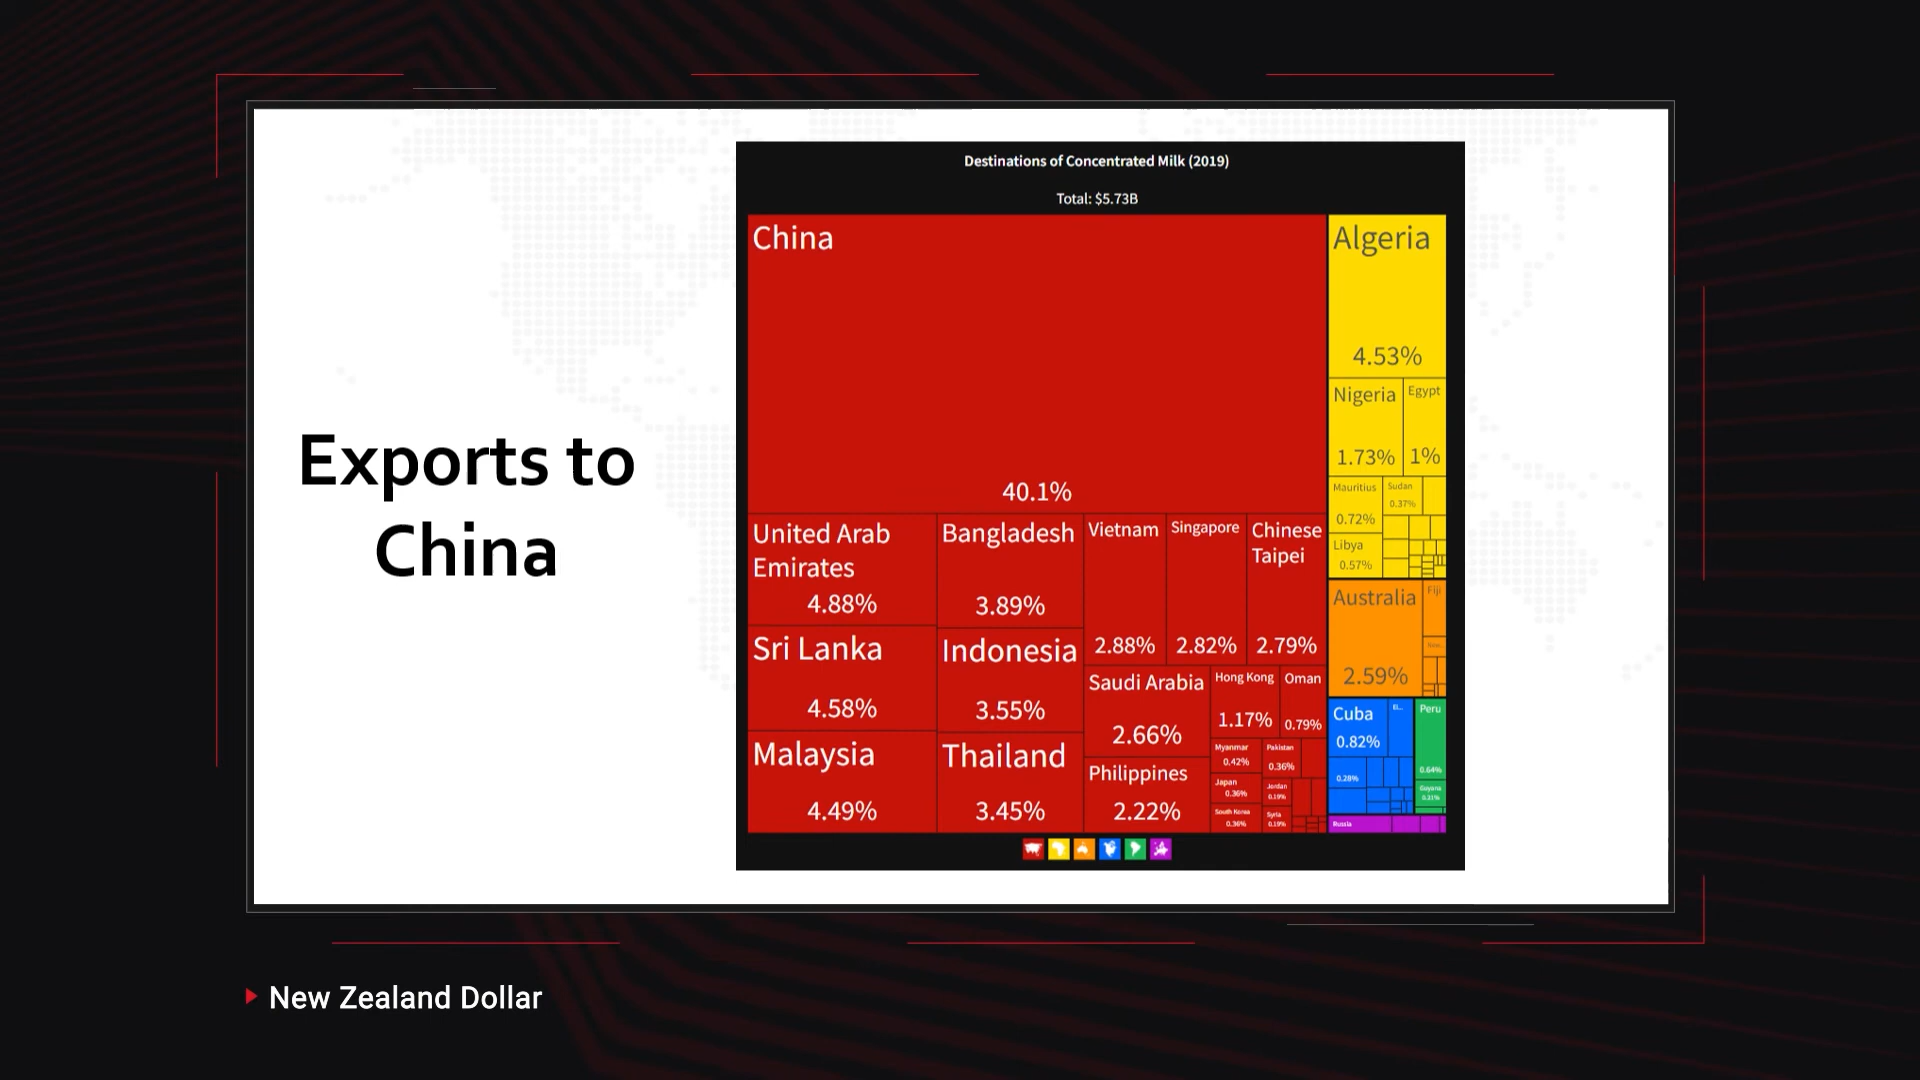 Destinations of Concentrated Milk (2019)
Total: $5.73B
Exports to
China
China
40.1%
United Arab
Emirates
4.88%
Sri Lanka
4.58%
Malaysia
4.49%
Bangladesh
3.89%
Indonesia
3.55%
Thailand
3.45%
Vietnam
2.88%
Singapore
2.82%
Chinese
Taipei
2.79%
Saudi Arabia
2.66%
Philippines
2.22%
Hong Kong
1.17%
Oman
0.79%
Myanmar
0.42%
Pakistan
0.36%
Japan
0.36%
Jordan
0.19%
South Korea
0.36%
Syria
0.19%
Algeria
4.53%
Nigeria
1.73%
Egypt
1%
Mauritius
0.72%
Sudan
0.37%
Libya
0.57%
Australia
2.59%
Fiji
Cuba
0.82%
El...
0.28%
Peru
0.64%
Guyana
0.21%
Russia
New Zealand Dollar